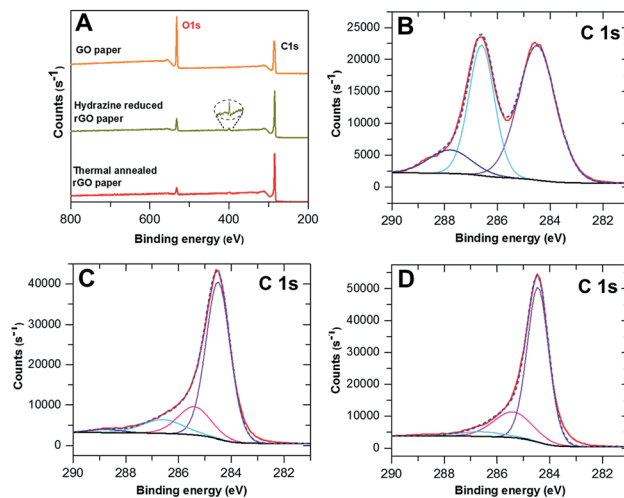 A
O1s
GO paper
C1s
Hydrazine reduced
rGO paper
Thermal annealed
rGO paper
Counts (s⁻¹)
800 600 400 200
Binding energy (eV)
B
C 1s
25000
20000
15000
10000
5000
0
Counts (s⁻¹)
290 288 286 284 282
Binding energy (eV)
C
C 1s
40000
30000
20000
10000
0
Counts (s⁻¹)
290 288 286 284 282
Binding energy (eV)
D
C 1s
50000
40000
30000
20000
10000
0
Counts (s⁻¹)
290 288 286 284 282
Binding energy (eV)